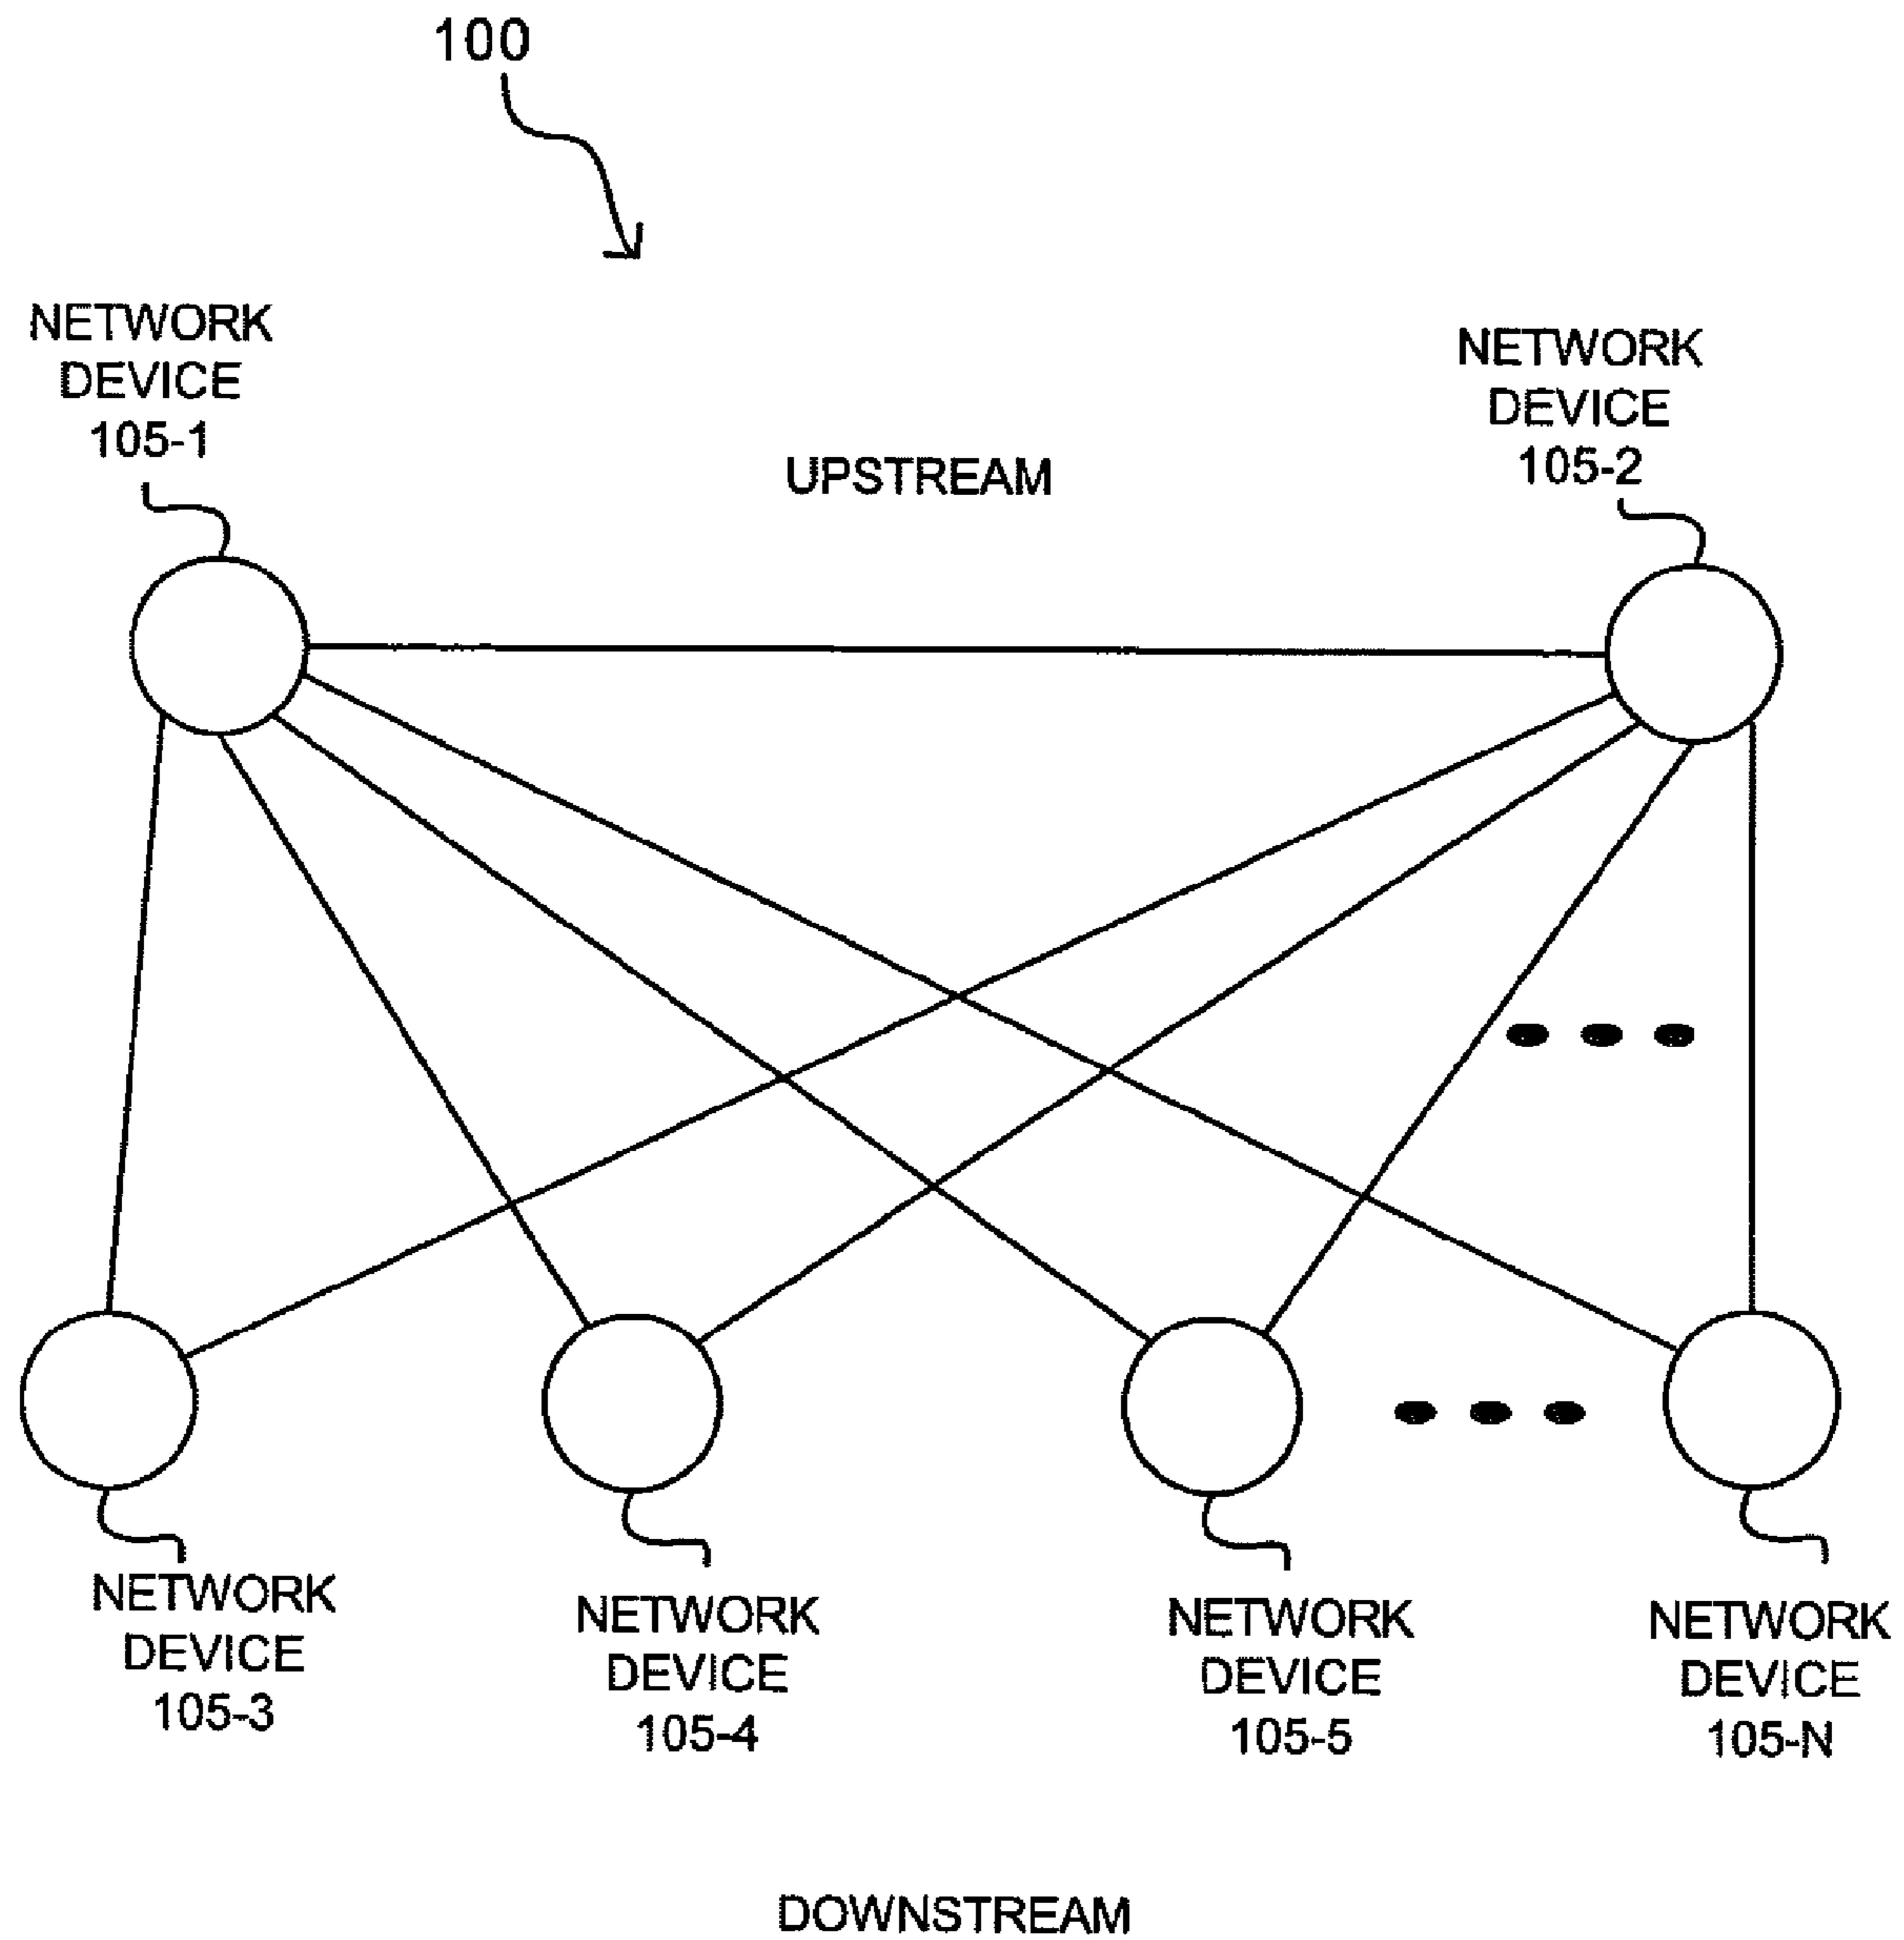 100
NETWORK
DEVICE
105-1
NETWORK
DEVICE
105-2
UPSTREAM
NETWORK
DEVICE
105-3
NETWORK
DEVICE
105-4
NETWORK
DEVICE
105-5
NETWORK
DEVICE
105-N
DOWNSTREAM